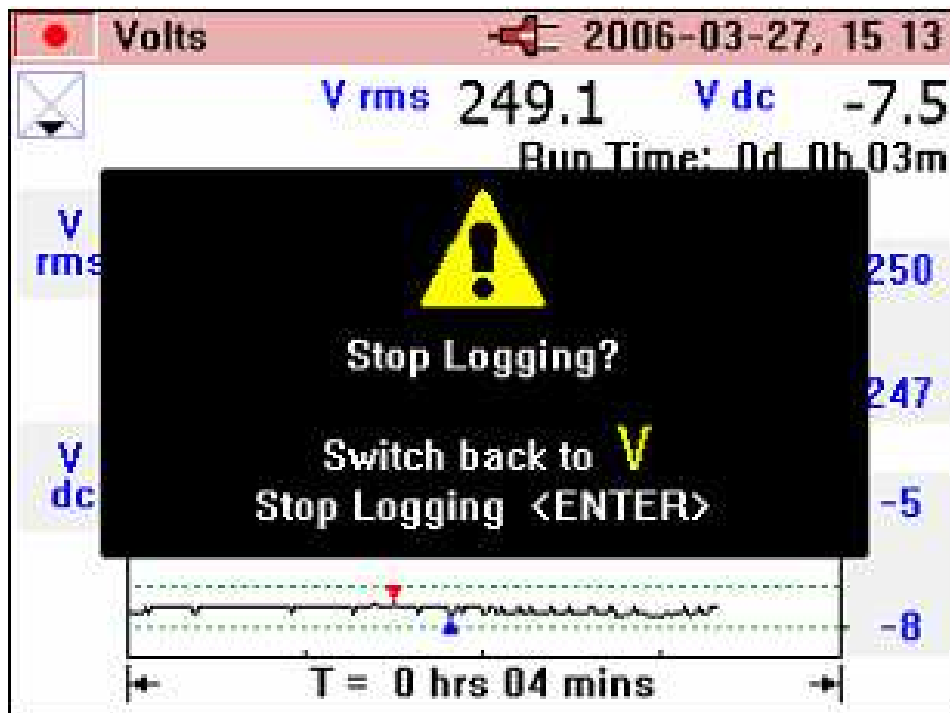 Volts 2006-03-27, 15 13
V rms 249.1 V dc -7.5
Run Time: 0d 0h 03m
V
rms
250
Stop Logging?
247
Switch back to V
V
dc
Stop Logging <ENTER>
-5
-8
T = 0 hrs 04 mins